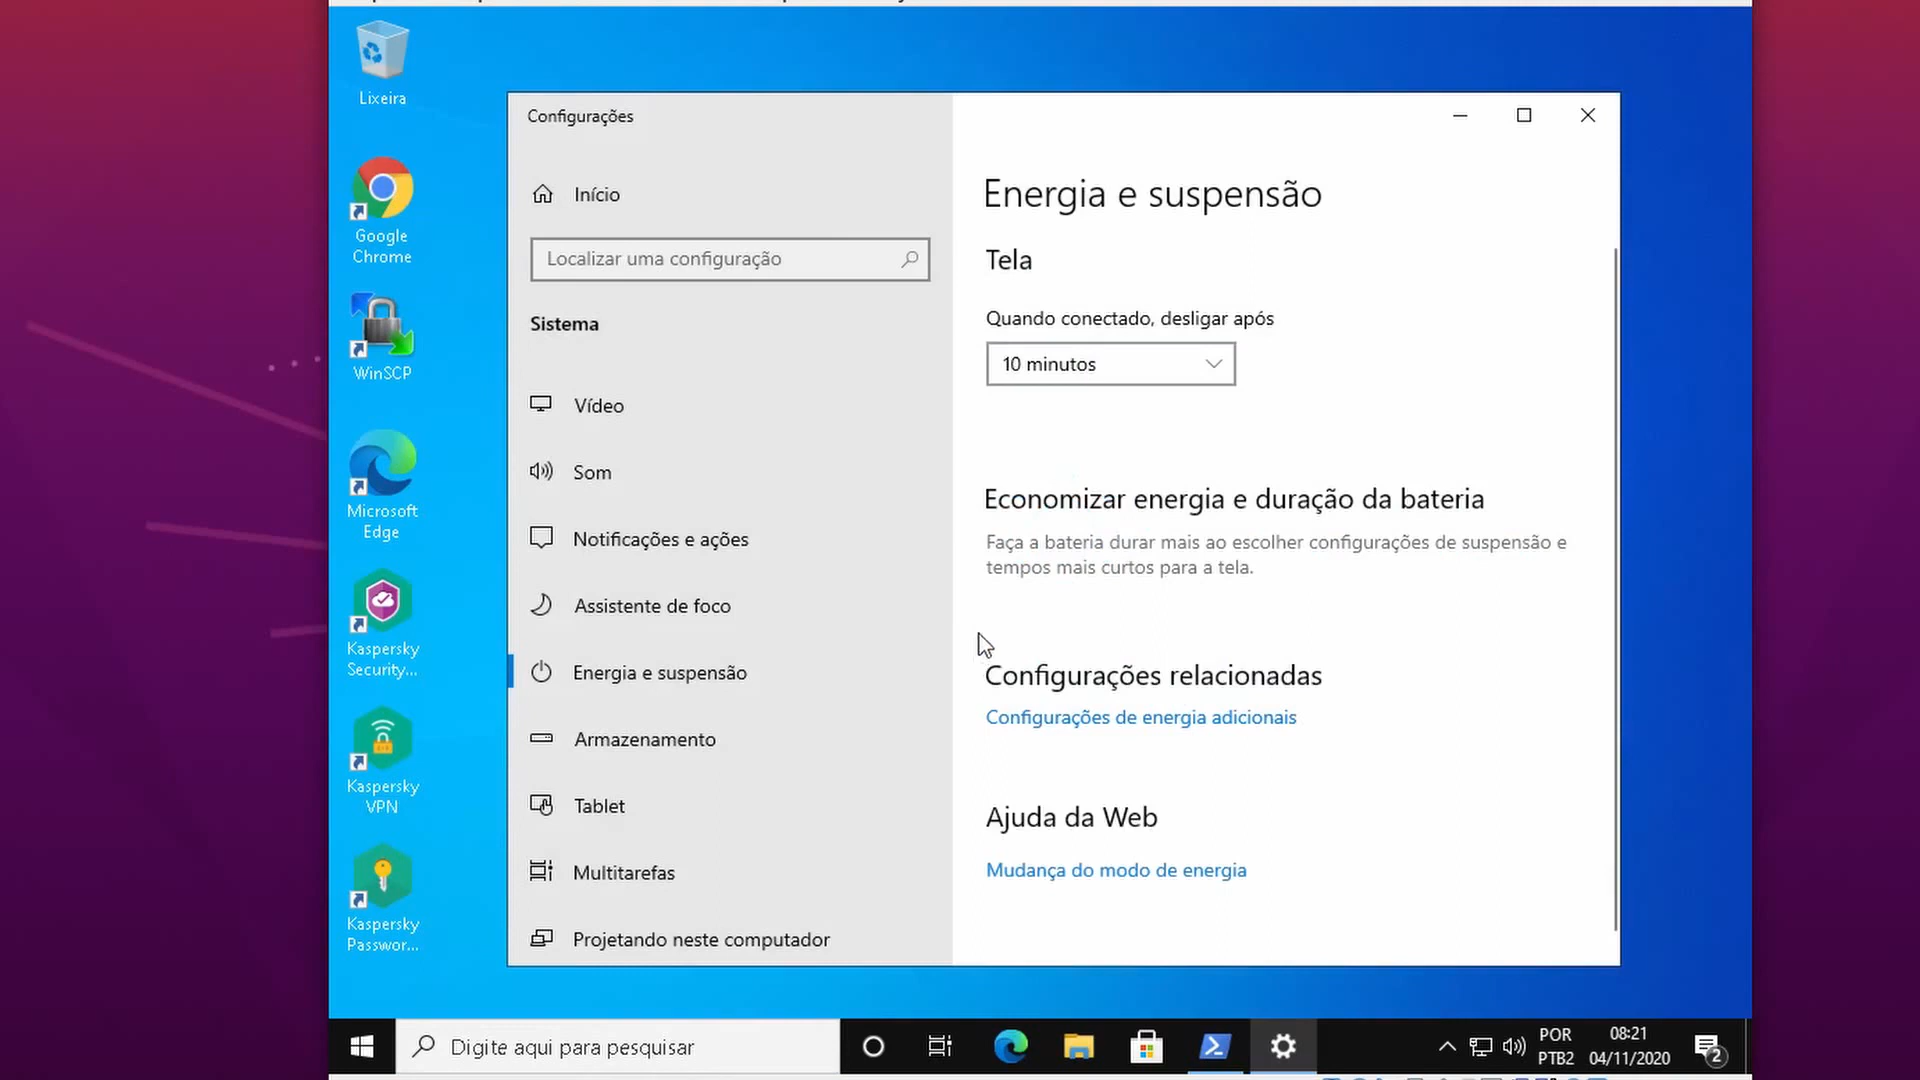 Lixeira
Google
Chrome
WinSCP
Microsoft
Edge
Kaspersky
Security...
Kaspersky
VPN
Kaspersky
Passwor...
Configurações
Início
Localizar uma configuração
Sistema
Vídeo
Som
Notificações e ações
Assistente de foco
Energia e suspensão
Armazenamento
Tablet
Multitarefas
Projetando neste computador
Energia e suspensão
Tela
Quando conectado, desligar após
10 minutos
Economizar energia e duração da bateria
Faça a bateria durar mais ao escolher configurações de suspensão e
tempos mais curtos para a tela.
Configurações relacionadas
Configurações de energia adicionais
Ajuda da Web
Mudança do modo de energia
Digite aqui para pesquisar
POR
PTB2
08:21
04/11/2020
2